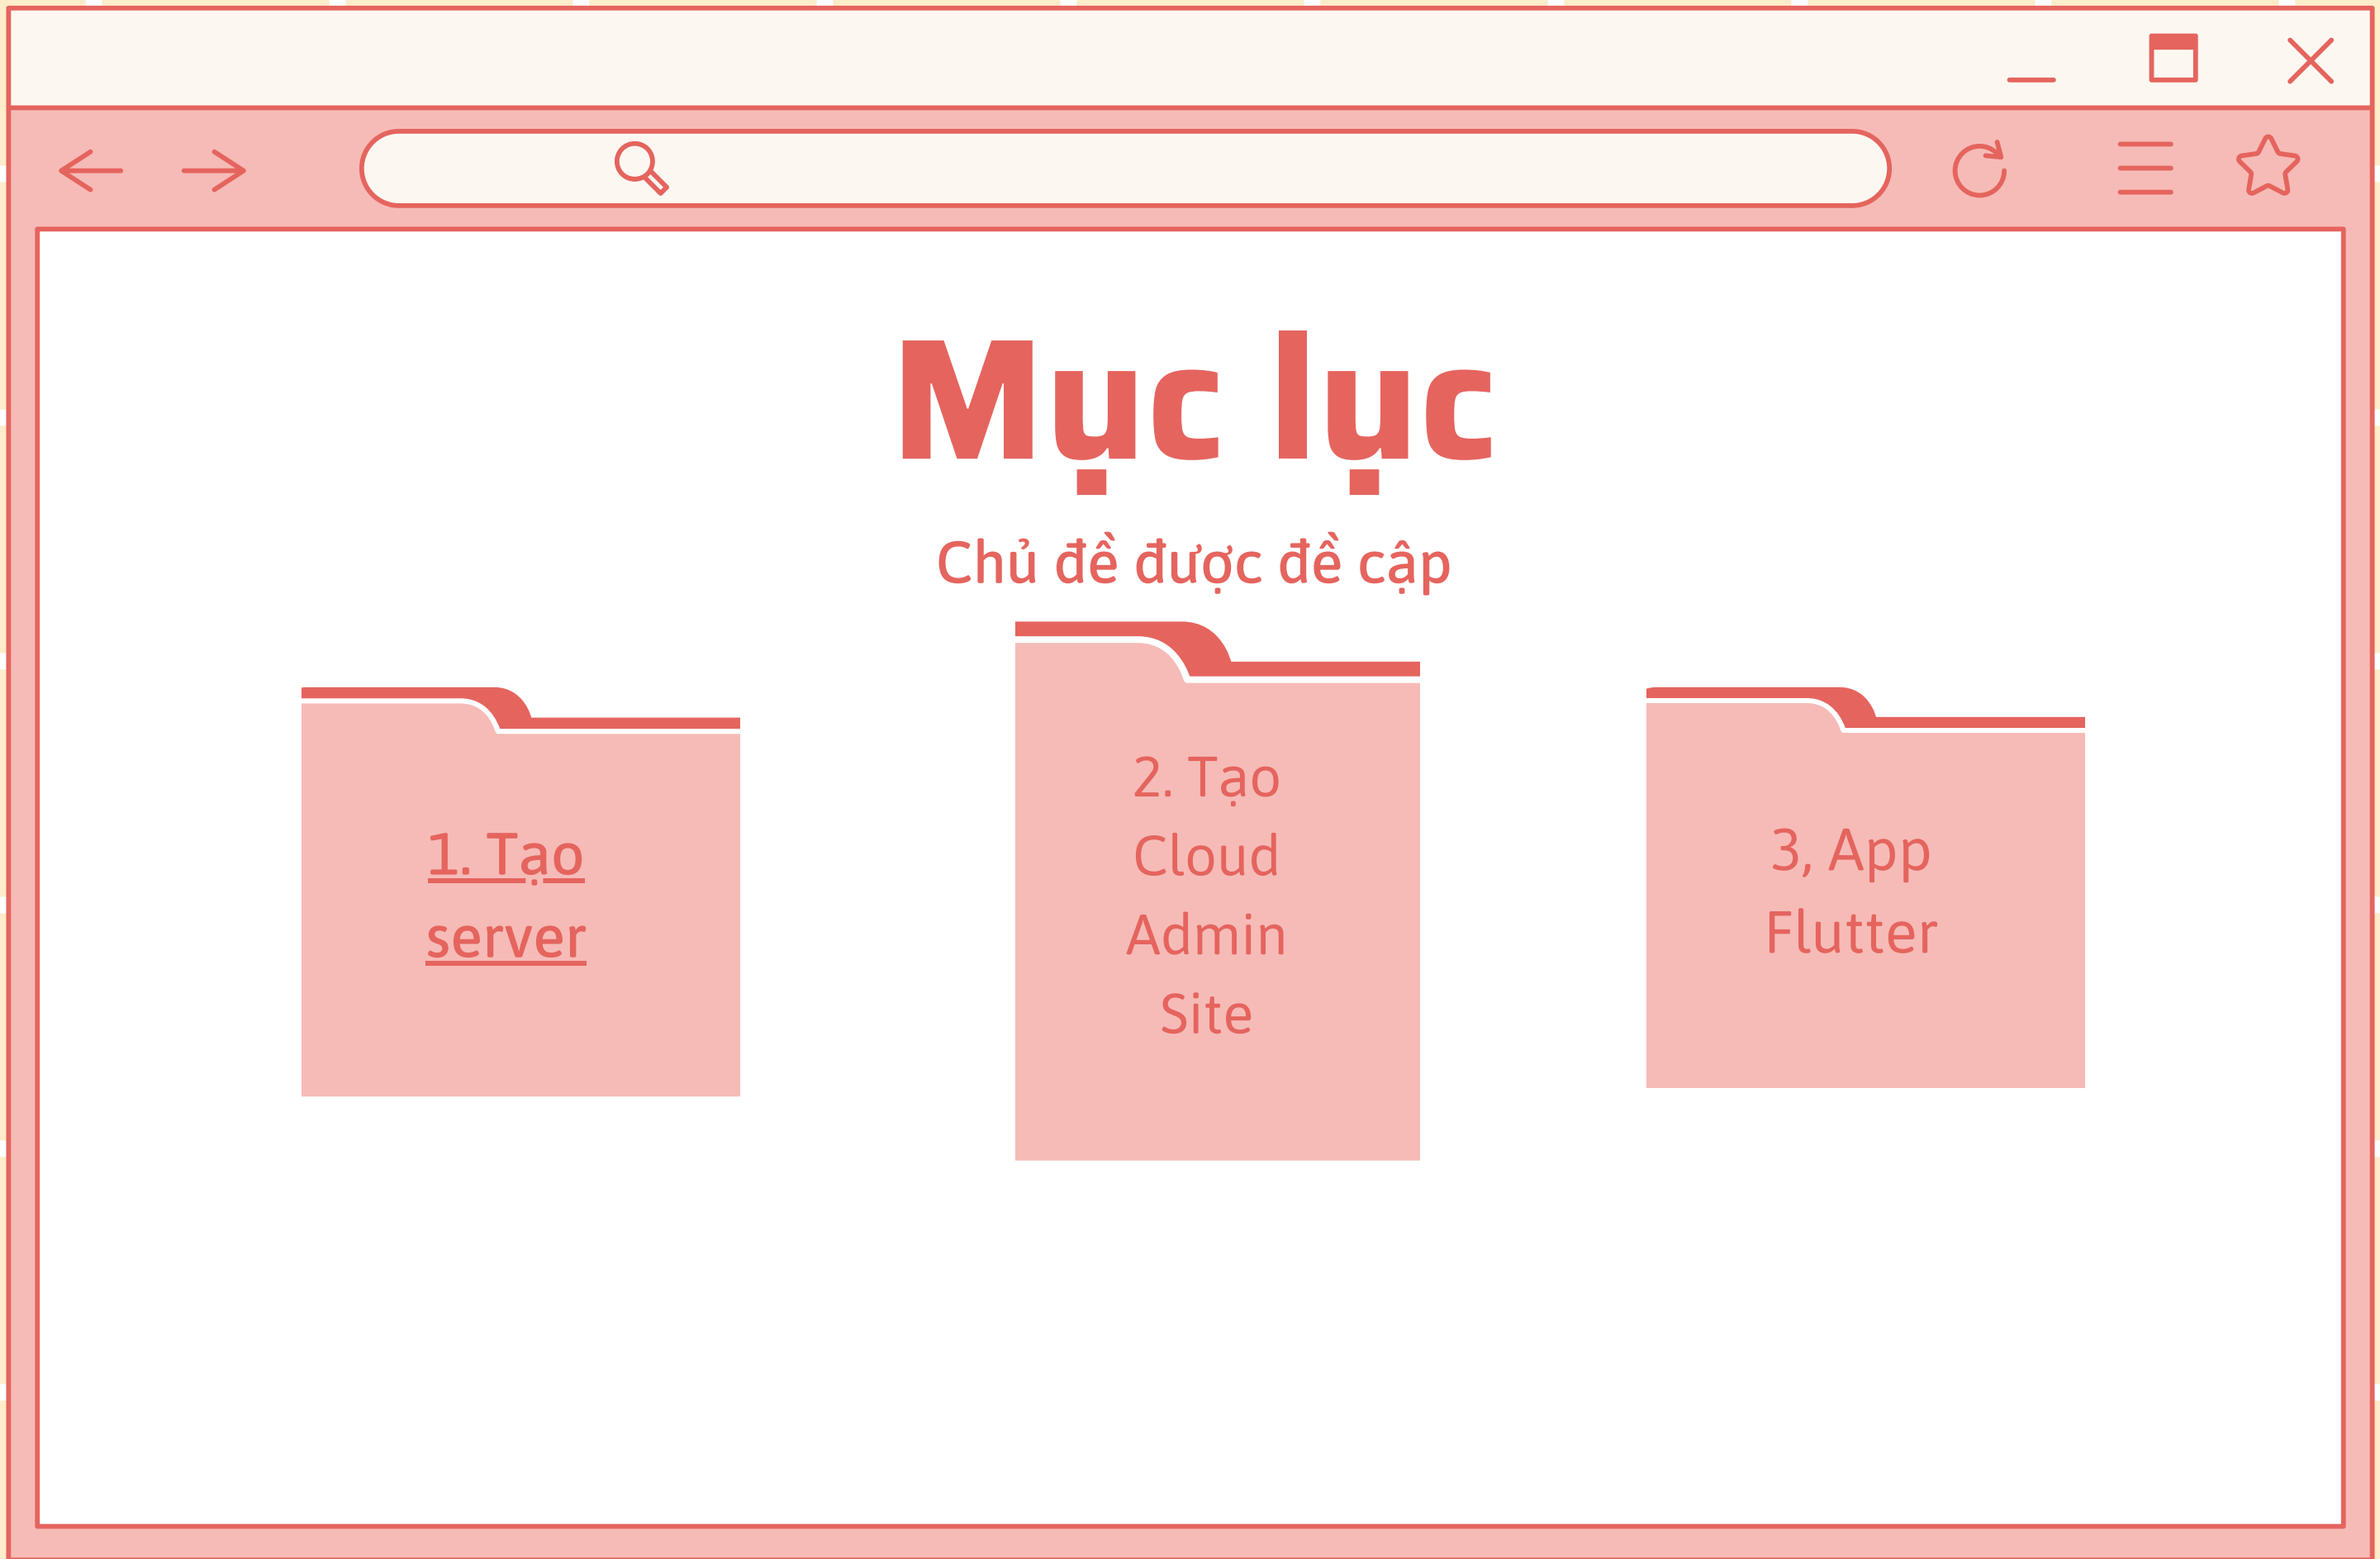 Mục lục
Chủ đề được đề cập
1. Tạo
server
2. Tạo
Cloud
Admin
Site
3, App
Flutter